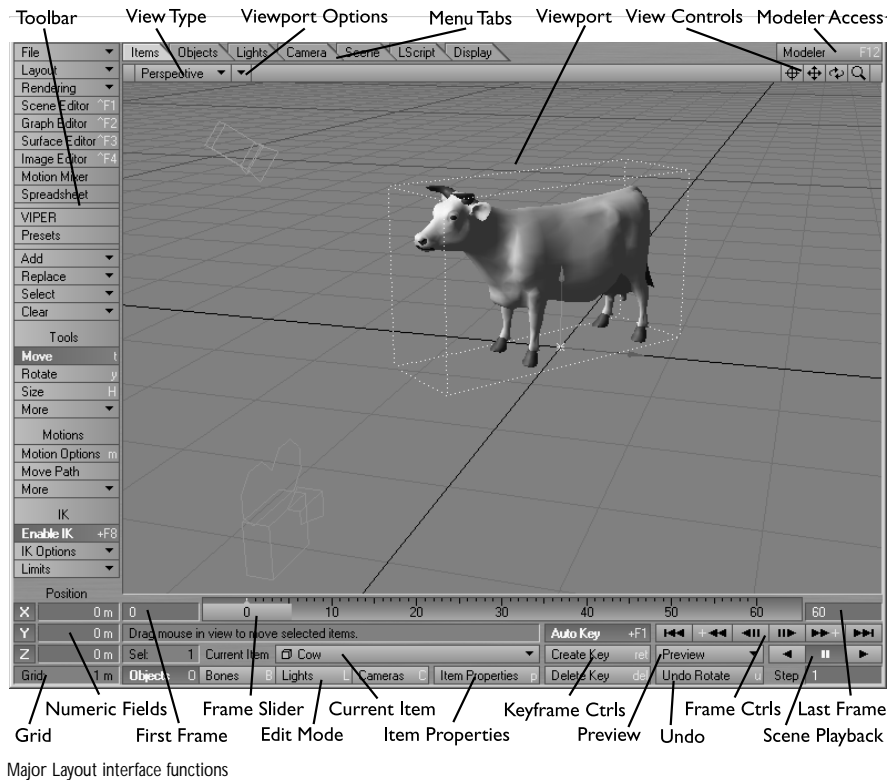 Toolbar View Type Viewport Options Menu Tabs Viewport View Controls Modeler Access
File Items Objects Lights Camera Scene LScript Display Modeler F12
Layout Perspective
Rendering
Scene Editor ^F1
Graph Editor ^F2
Surface Editor ^F3
Image Editor ^F4
Motion Mixer
Spreadsheet
VIPER
Presets
Add
Replace
Select
Clear
Tools
Move t
Rotate y
Size H
More
Motions
Motion Options m
Move Path
More
IK
Enable IK +F8
IK Options
Limits
Position
X 0 m 0 0 10 20 30 40 50 60 60
Y 0 m Drag mouse in view to move selected items. Auto Key +F1
Z 0 m Sel: 1 Current Item Cow Create Key ret Preview
Grid: 1 m Objects O Bones B Lights L Cameras C Item Properties p Delete Key del Undo Rotate u Step 1
Numeric Fields Frame Slider Current Item Keyframe Ctrls Frame Ctrls Last Frame
Grid First Frame Edit Mode Item Properties Preview Undo Scene Playback
Major Layout interface functions